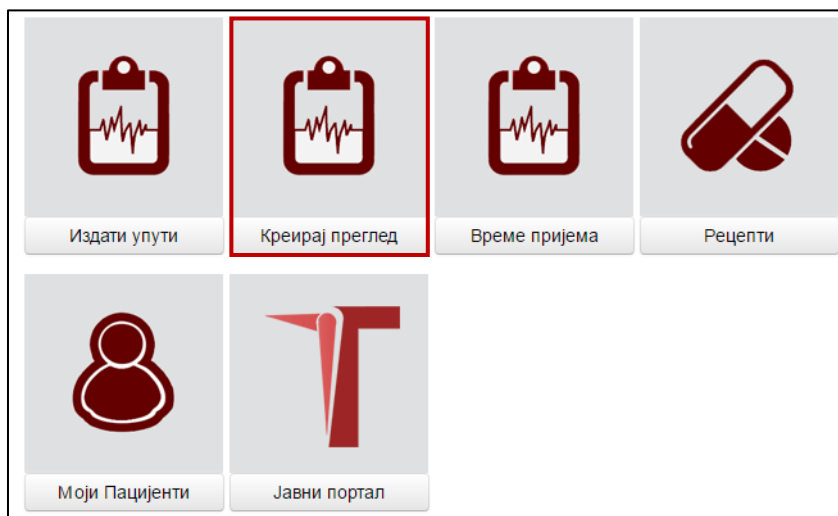 Издати упути
Креирај преглед
Време пријема
Рецепти
Моји Пацијенти
Јавни портал